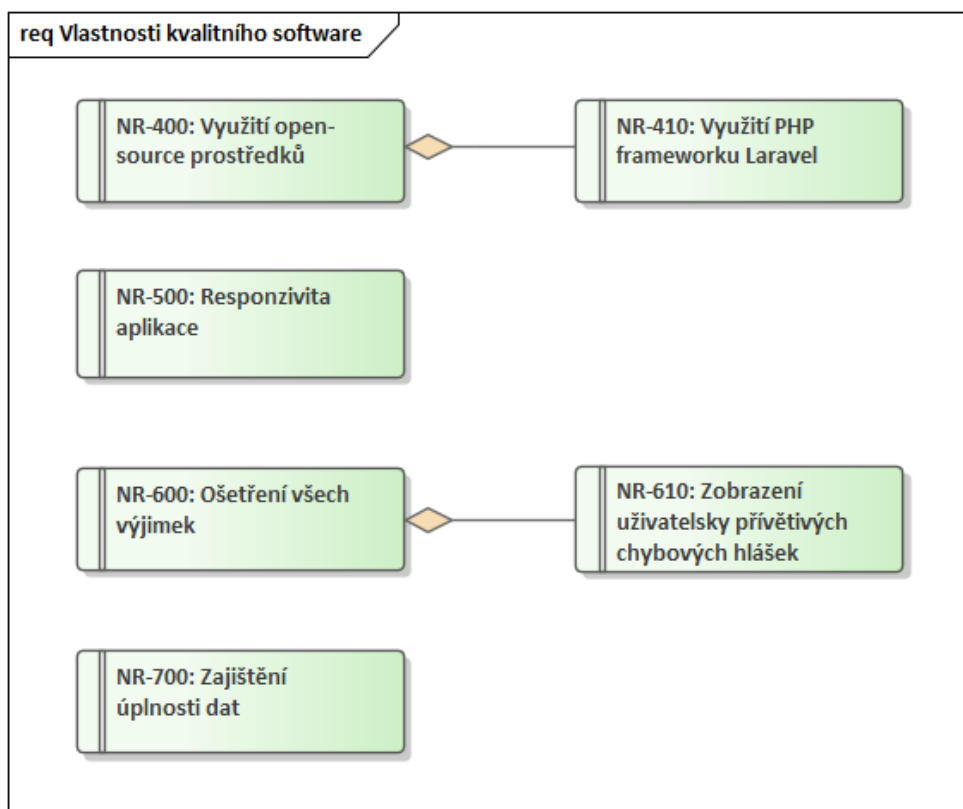 req Vlastnosti kvalitního software
NR-400: Využití open-
source prostředků
NR-410: Využití PHP
frameworku Laravel
NR-500: Responzivita
aplikace
NR-600: Ošetření všech
výjimek
NR-610: Zobrazení
uživatelsky přívětivých
chybových hlášek
NR-700: Zajištění
úplnosti dat